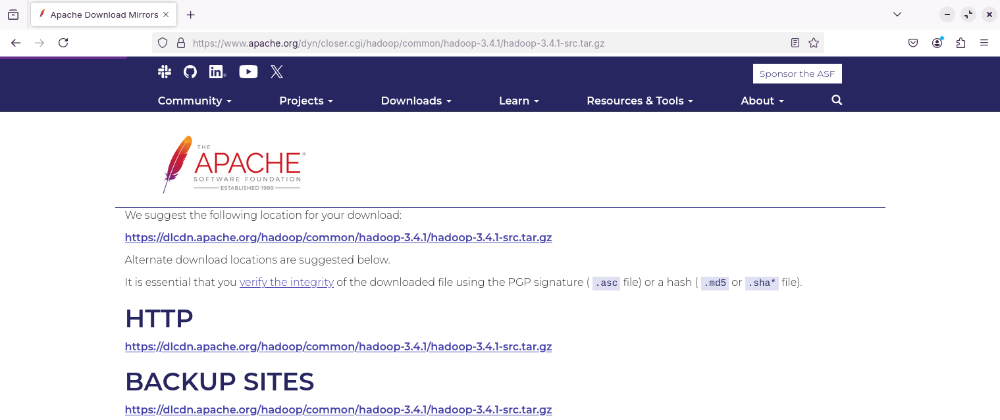 Apache Download Mirrors
https://www.apache.org/dyn/closer.cgi/hadoop/common/hadoop-3.4.1/hadoop-3.4.1-src.tar.gz
in
Sponsor the ASF
Community Projects Downloads Learn Resources & Tools About
THE
APACHE®
SOFTWARE FOUNDATION
ESTABLISHED 1999
We suggest the following location for your download:
https://dlcdn.apache.org/hadoop/common/hadoop-3.4.1/hadoop-3.4.1-src.tar.gz
Alternate download locations are suggested below.
It is essential that you verify the integrity of the downloaded file using the PGP signature ( .asc file) or a hash ( .md5 or .sha* file).
HTTP
https://dlcdn.apache.org/hadoop/common/hadoop-3.4.1/hadoop-3.4.1-src.tar.gz
BACKUP SITES
https://dlcdn.apache.org/hadoop/common/hadoop-3.4.1/hadoop-3.4.1-src.tar.gz